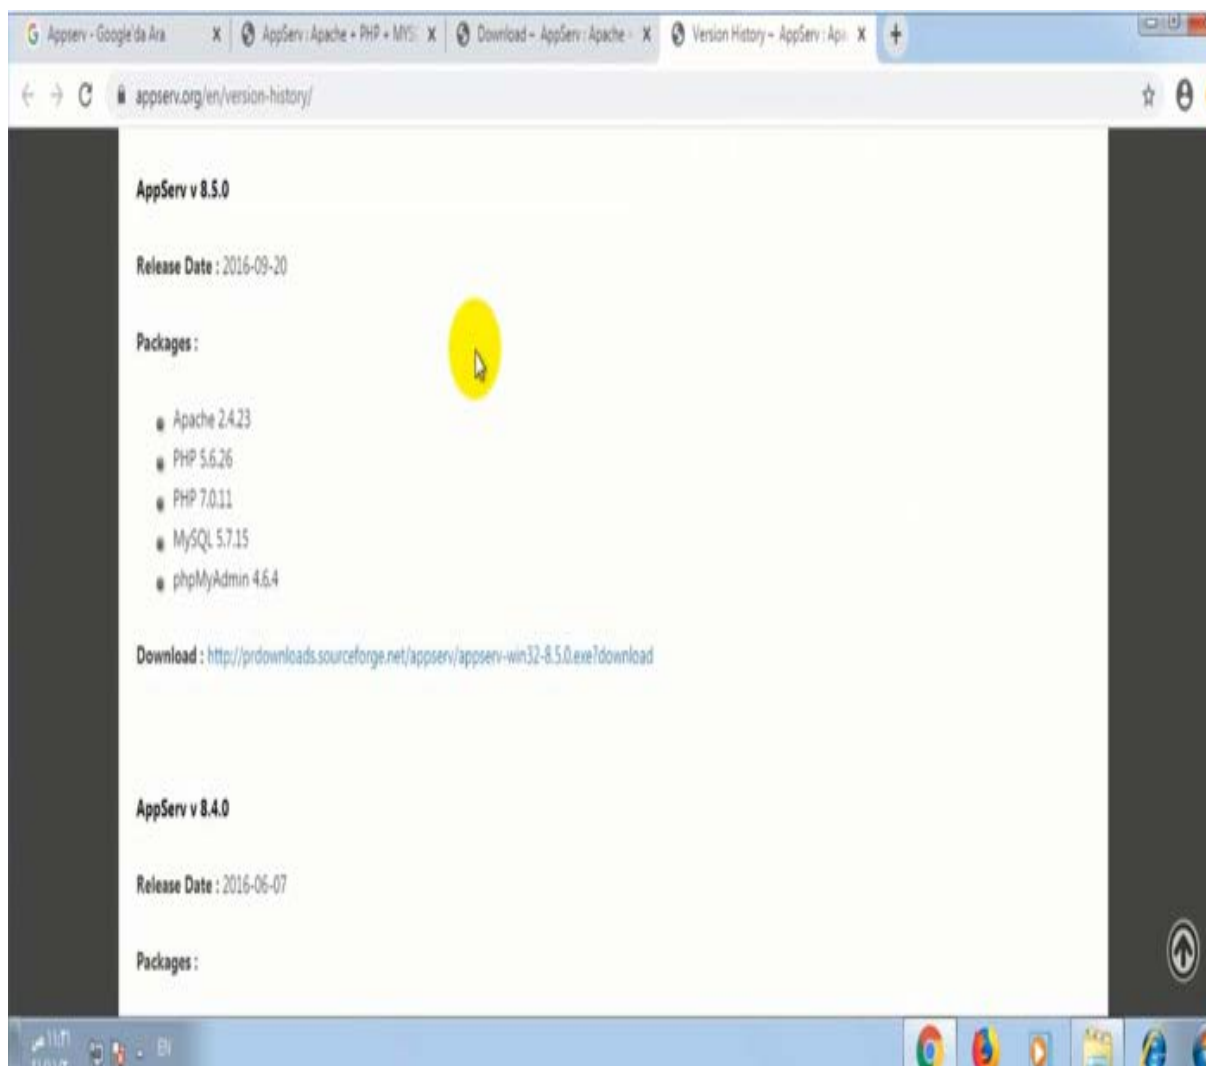 Appserv - Google'da Ara
AppServ : Apache + PHP + MYS
Download – AppServ : Apache
Version History – AppServ : Apa
appserv.org/en/version-history/
AppServ v 8.5.0
Release Date : 2016-09-20
Packages :
Apache 2.4.23
PHP 5.6.26
PHP 7.0.11
MySQL 5.7.15
phpMyAdmin 4.6.4
Download : http://prdownloads.sourceforge.net/appserv/appserv-win32-8.5.0.exe?download
AppServ v 8.4.0
Release Date : 2016-06-07
Packages :
EN